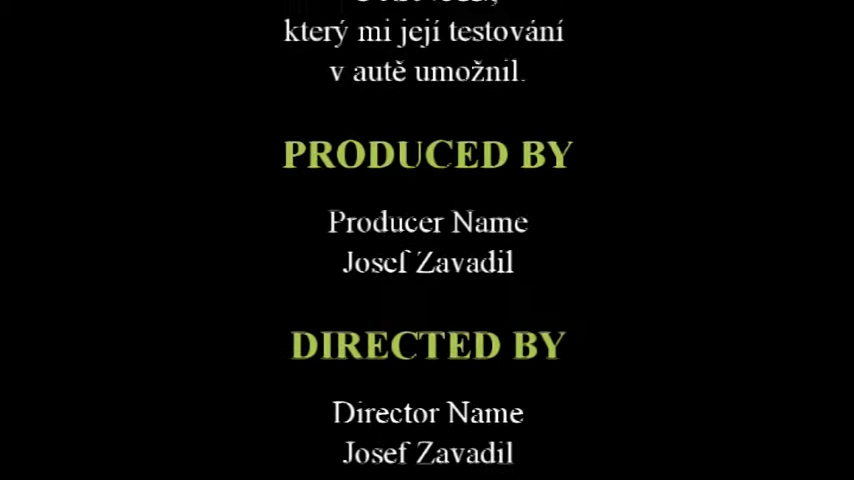 který mi její testování
v autě umožnil.
PRODUCED BY
Producer Name
Josef Zavadil
DIRECTED BY
Director Name
Josef Zavadil